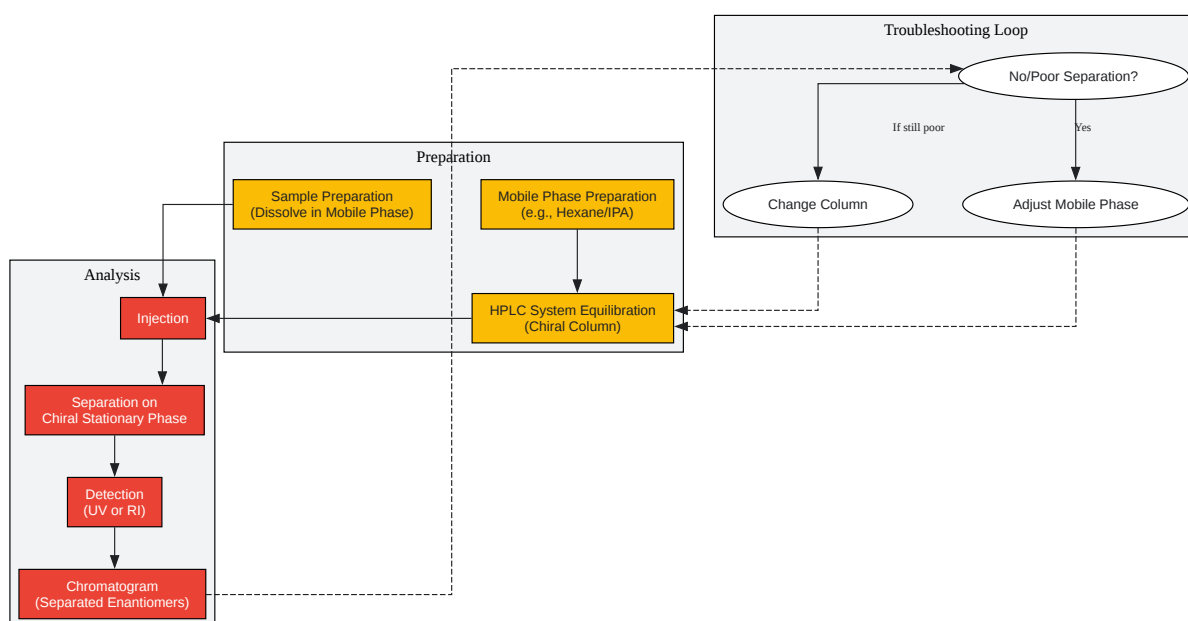 Troubleshooting Loop
No/Poor Separation?
If still poor
Yes
Change Column
Adjust Mobile Phase
Preparation
Sample Preparation
(Dissolve in Mobile Phase)
Mobile Phase Preparation
(e.g., Hexane/IPA)
HPLC System Equilibration
(Chiral Column)
Analysis
Injection
Separation on
Chiral Stationary Phase
Detection
(UV or RI)
Chromatogram
(Separated Enantiomers)